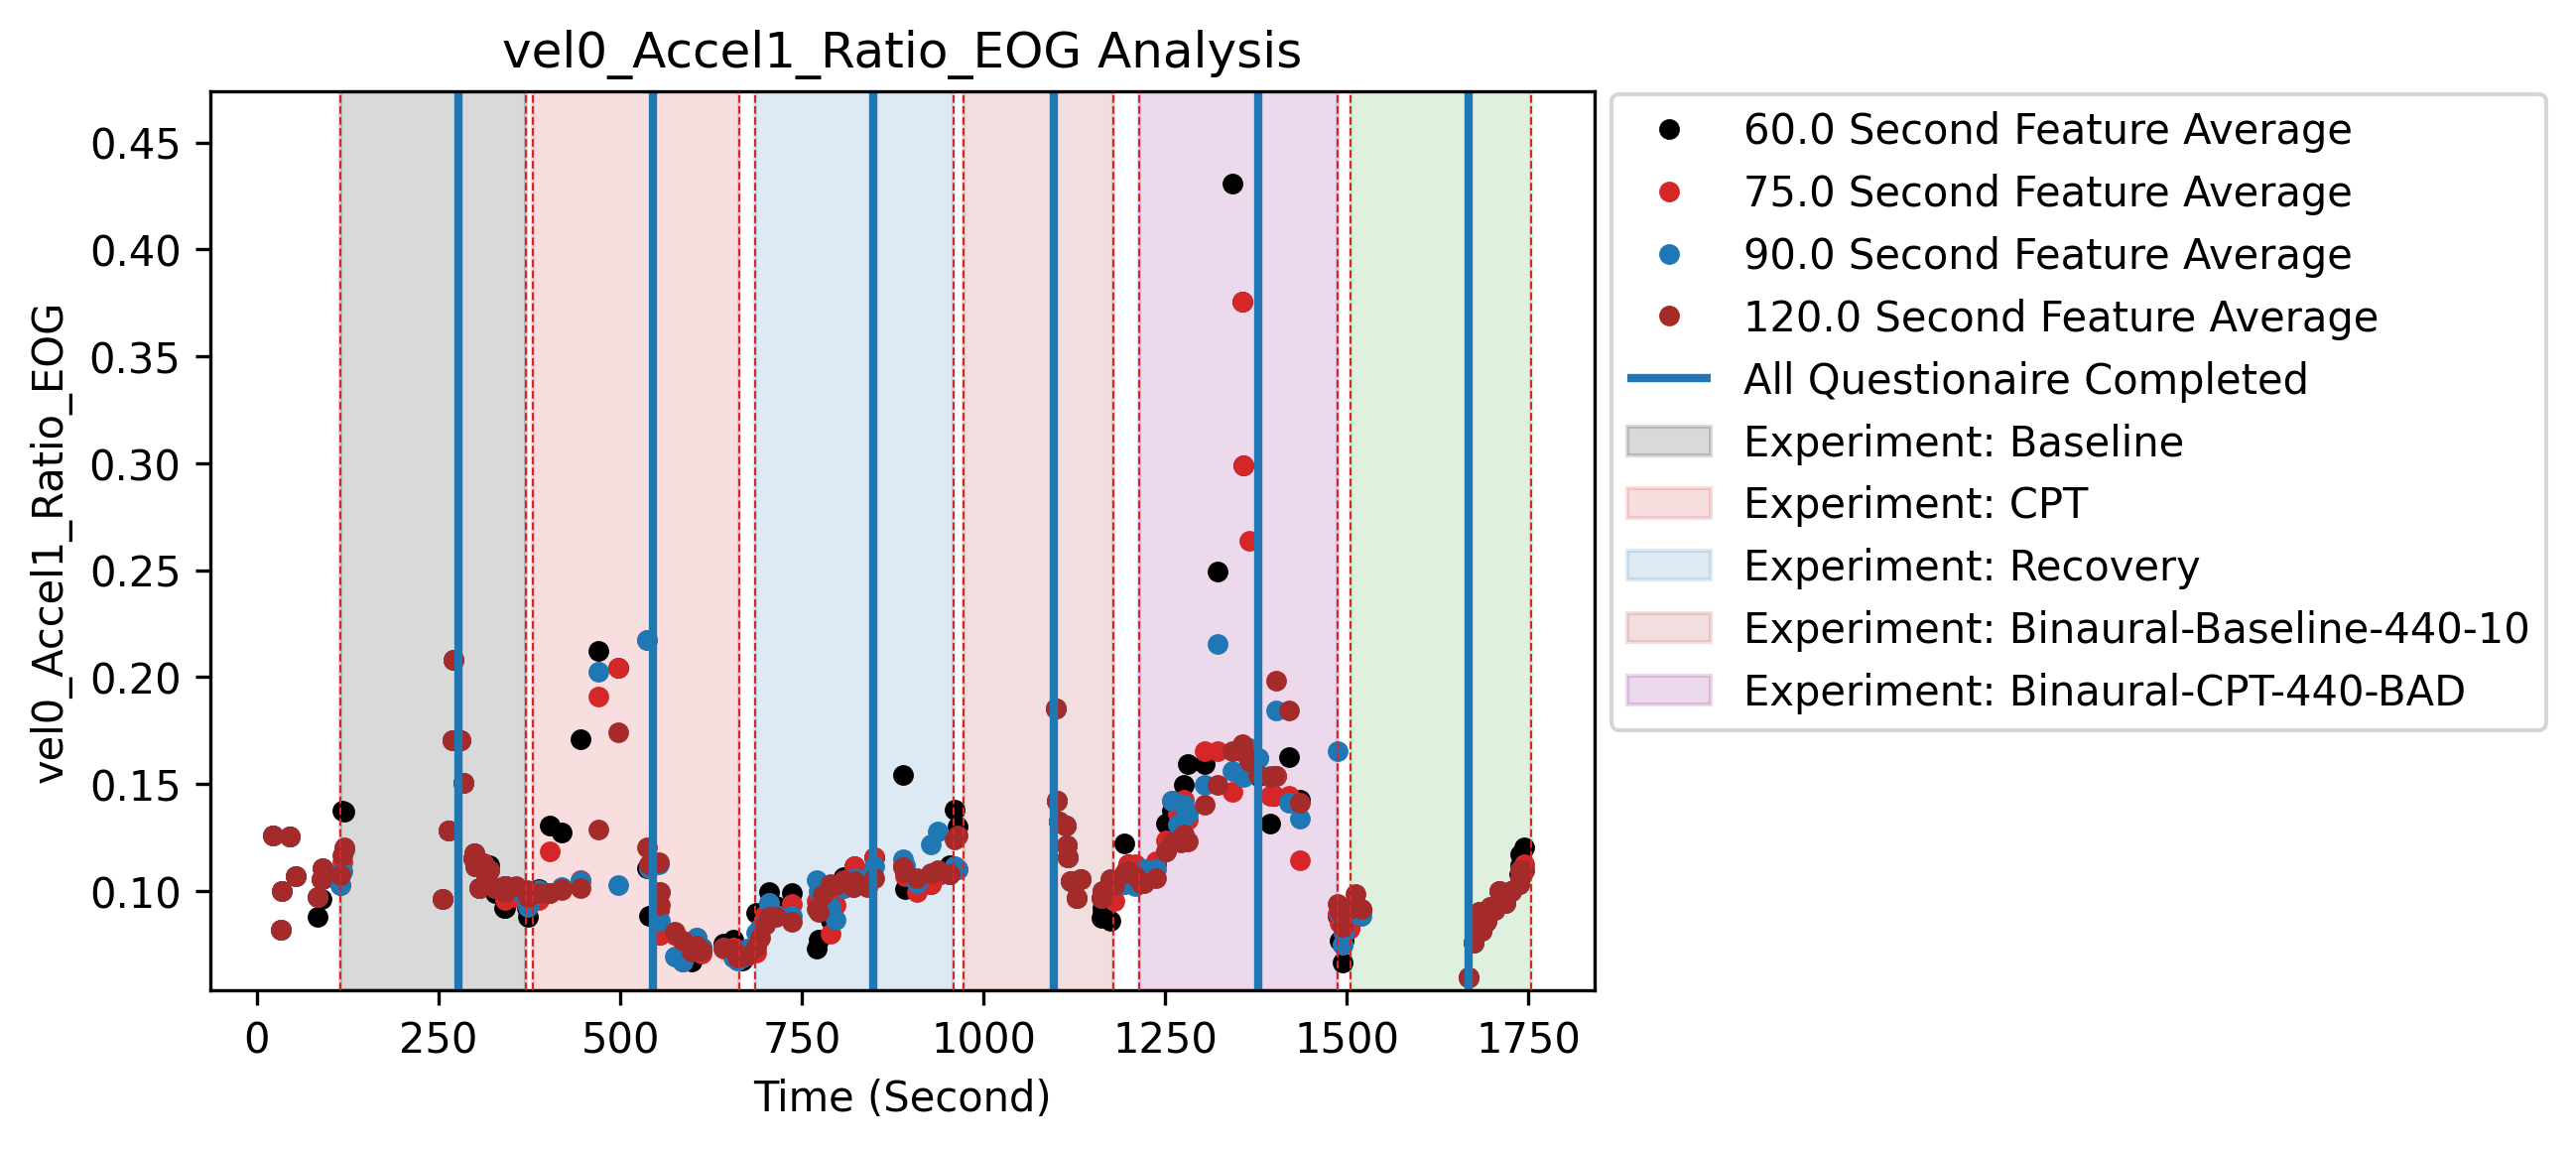 vel0_Accel1_Ratio_EOG Analysis
vel0_Accel1_Ratio_EOG
0.45
0.40
0.35
0.30
0.25
0.20
0.15
0.10
0
250
500
750
1000
1250
1500
1750
Time (Second)
60.0 Second Feature Average
75.0 Second Feature Average
90.0 Second Feature Average
120.0 Second Feature Average
All Questionaire Completed
Experiment: Baseline
Experiment: CPT
Experiment: Recovery
Experiment: Binaural-Baseline-440-10
Experiment: Binaural-CPT-440-BAD